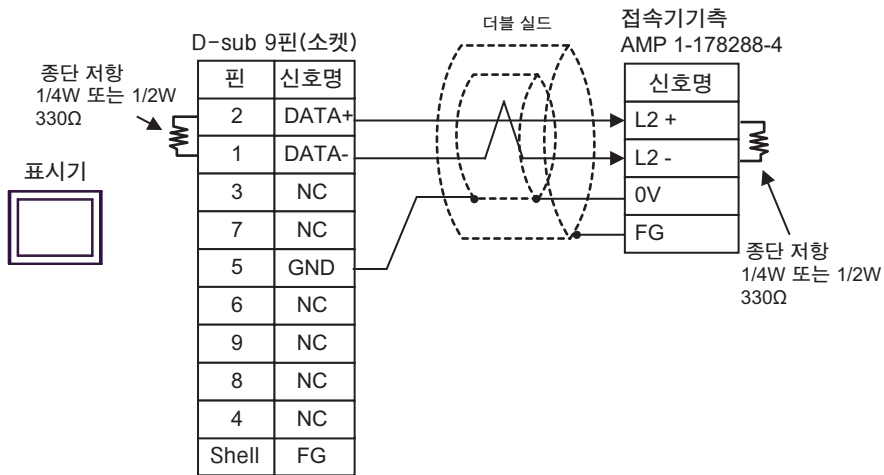 더블 실드
접속기기측
AMP 1-178288-4
D-sub 9핀(소켓)
종단 저항
1/4W 또는 1/2W
330Ω
표시기
핀 신호명
2 DATA+
1 DATA-
3 NC
7 NC
5 GND
6 NC
9 NC
8 NC
4 NC
Shell FG
신호명
L2 +
L2 -
0V
FG
종단 저항
1/4W 또는 1/2W
330Ω